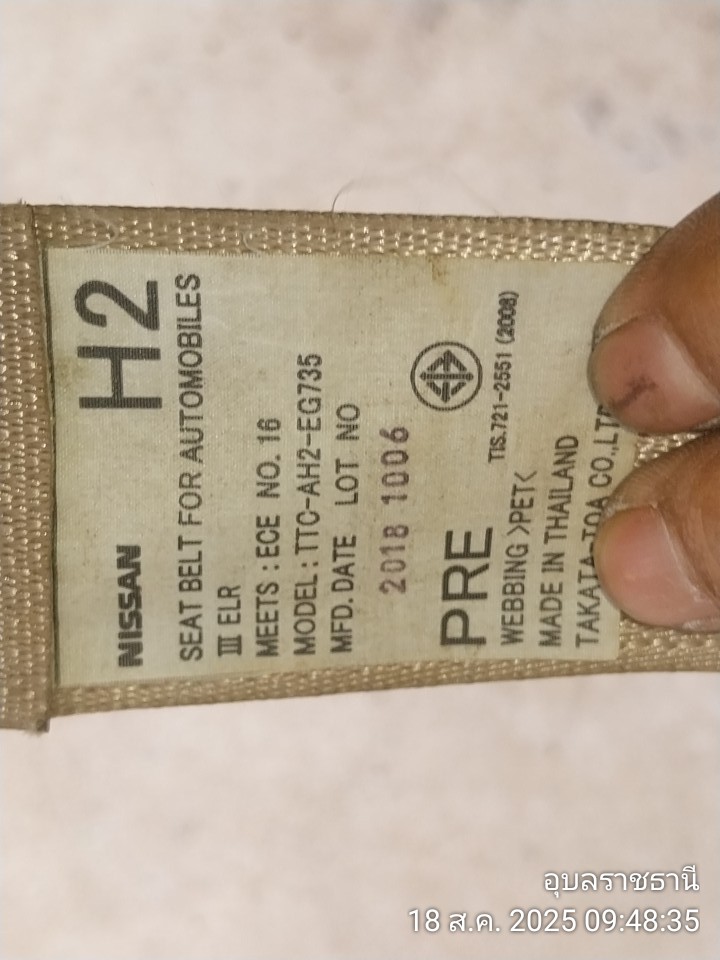 NISSAN H2
SEAT BELT FOR AUTOMOBILES
III ELR
MEETS : ECE NO. 16
MODEL : TTC-AH2-EG735
MFD. DATE LOT NO
2018 1006
PRE
TIS.721-2551 (2008)
WEBBING >PET<
MADE IN THAILAND
TAKATA-TOA CO.,LTD
อุบลราชธานี
18 ส.ค. 2025 09:48:35